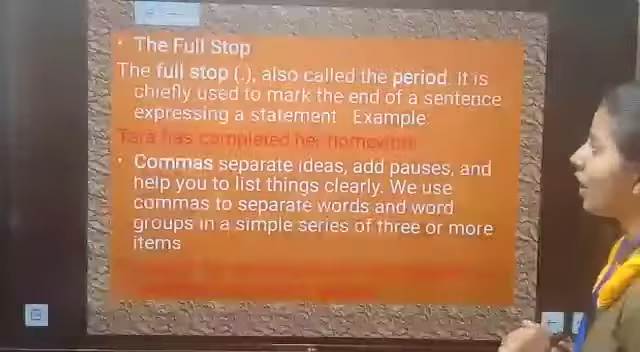 • The Full Stop
The full stop (.), also called the period. It is
chiefly used to mark the end of a sentence
expressing a statement. Example:
Tara has completed her homework.
• Commas separate ideas, add pauses, and
help you to list things clearly. We use
commas to separate words and word
groups in a simple series of three or more
items